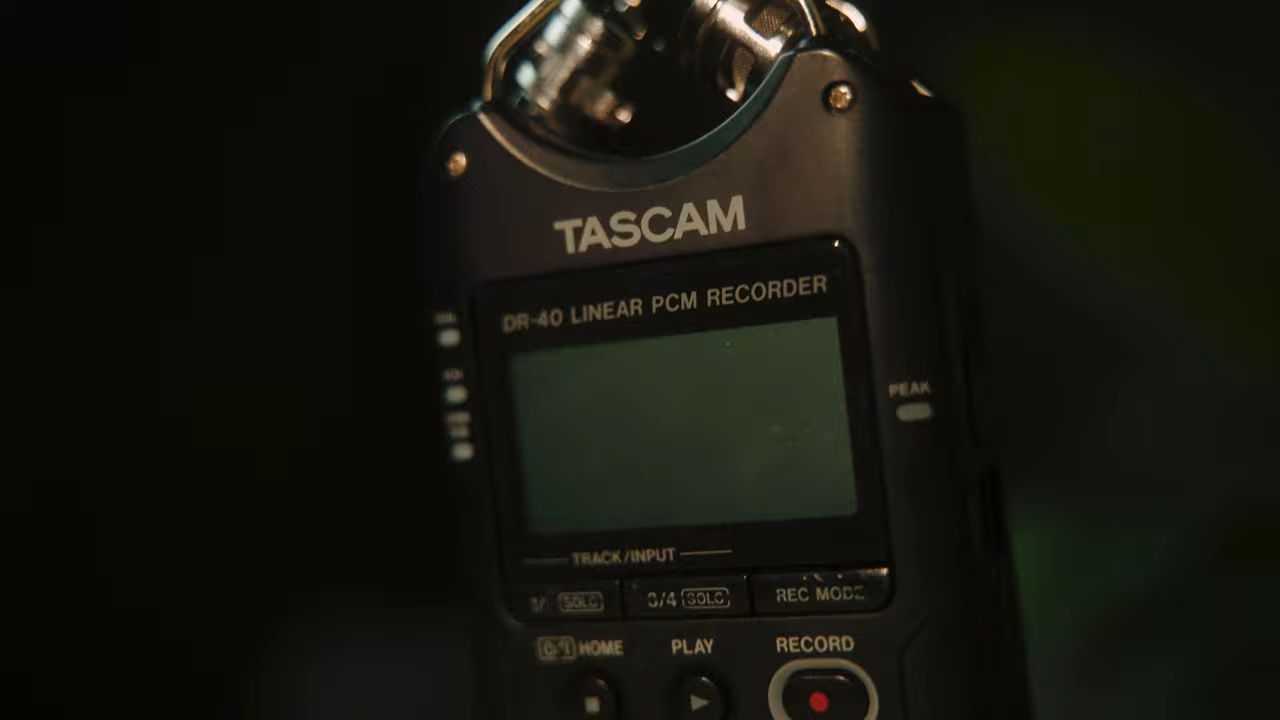 TASCAM
DR-40 LINEAR PCM RECORDER
PEAK
TRACK/INPUT
SOLO
3/4 SOLO
REC MODE
HOME
PLAY
RECORD